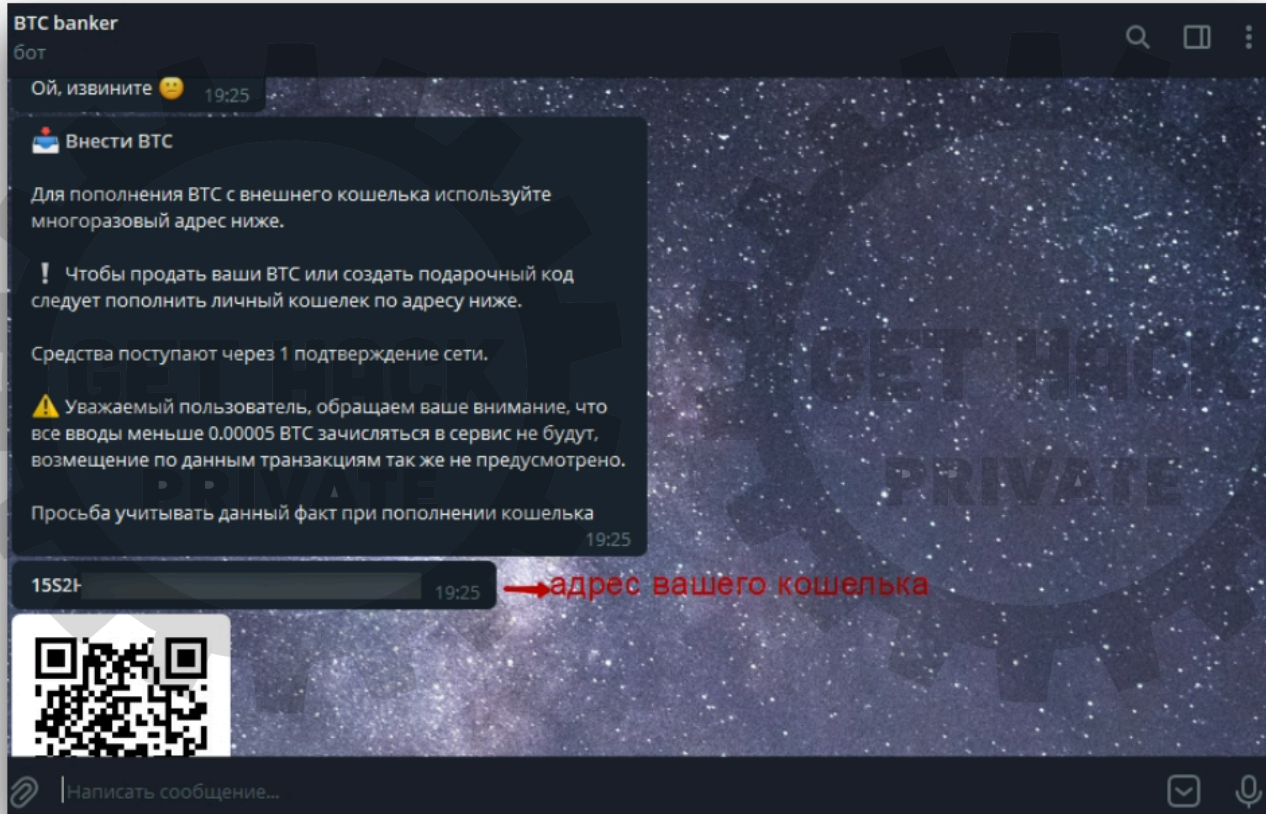 BTC banker
бот
Ой, извините
19:25
Внести BTC
Для пополнения BTC с внешнего кошелька используйте
многоразовый адрес ниже.
! Чтобы продать ваши BTC или создать подарочный код
следует пополнить личный кошелек по адресу ниже.
Средства поступают через 1 подтверждение сети.
Уважаемый пользователь, обращаем ваше внимание, что
все вводы меньше 0.00005 BTC зачисляться в сервис не будут,
возмещение по данным транзакциям так же не предусмотрено.
Просьба учитывать данный факт при пополнении кошелька
19:25
15S2H
19:25
адрес вашего кошелька
Написать сообщение...
GET HACK
PRIVATE
GET HACK
PRIVATE